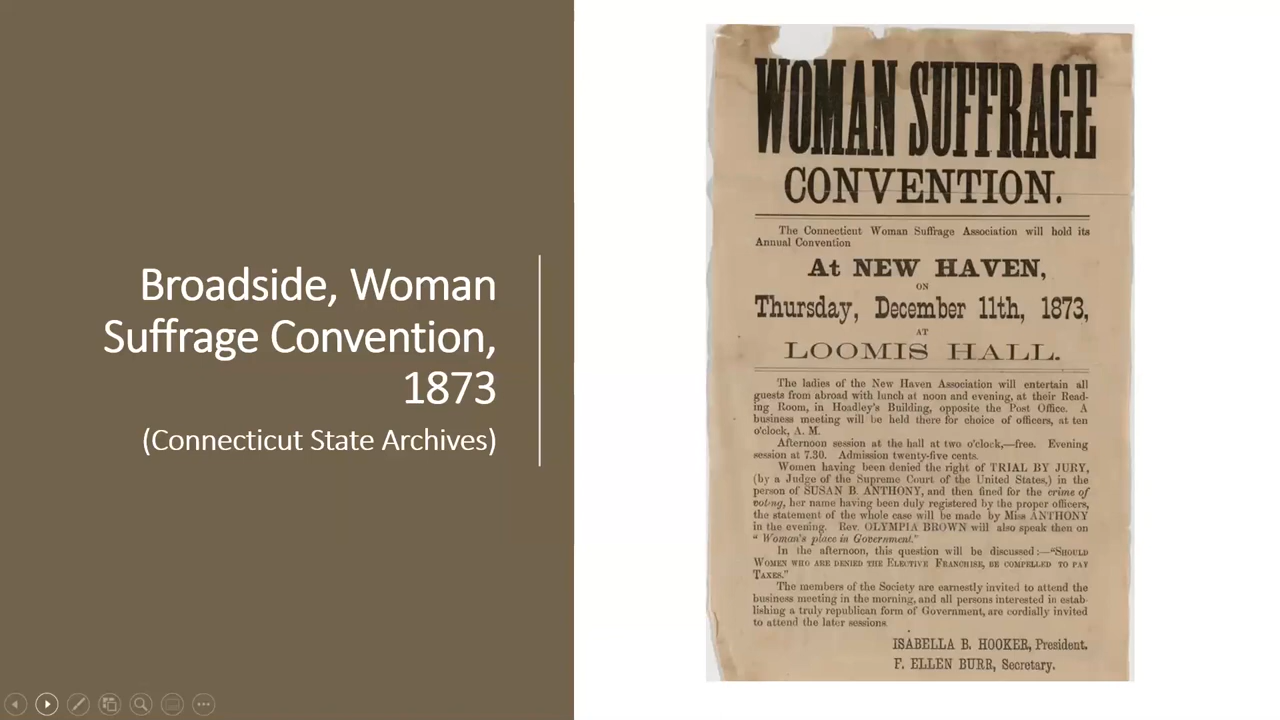 Broadside, Woman
Suffrage Convention,
1873
(Connecticut State Archives)
WOMAN SUFFRAGE
CONVENTION.
The Connecticut Woman Suffrage Association will hold its
Annual Convention
At NEW HAVEN,
ON
Thursday, December 11th, 1873,
AT
LOOMIS HALL.
The ladies of the New Haven Association will entertain all
guests from abroad with lunch at noon and evening, at their Read-
ing Room, in Hoadley's Building, opposite the Post Office. A
business meeting will be held there for choice of officers, at ten
o'clock, A. M.
Afternoon session at the hall at two o'clock,—free. Evening
session at 7.30. Admission twenty-five cents.
Women having been denied the right of TRIAL BY JURY,
(by a Judge of the Supreme Court of the United States,) in the
person of SUSAN B. ANTHONY, and then fined for the crime of
voting, her name having been duly registered by the proper officers,
the statement of the whole case will be made by Miss ANTHONY
in the evening. Rev. OLYMPIA BROWN will also speak then on
" Woman's place in Government."
In the afternoon, this question will be discussed:—"SHOULD
WOMEN WHO ARE DENIED THE ELECTIVE FRANCHISE, BE COMPELLED TO PAY
TAXES."
The members of the Society are earnestly invited to attend the
business meeting in the morning, and all persons interested in estab-
lishing a truly republican form of Government, are cordially invited
to attend the later sessions.
ISABELLA B. HOOKER, President.
F. ELLEN BURR, Secretary.